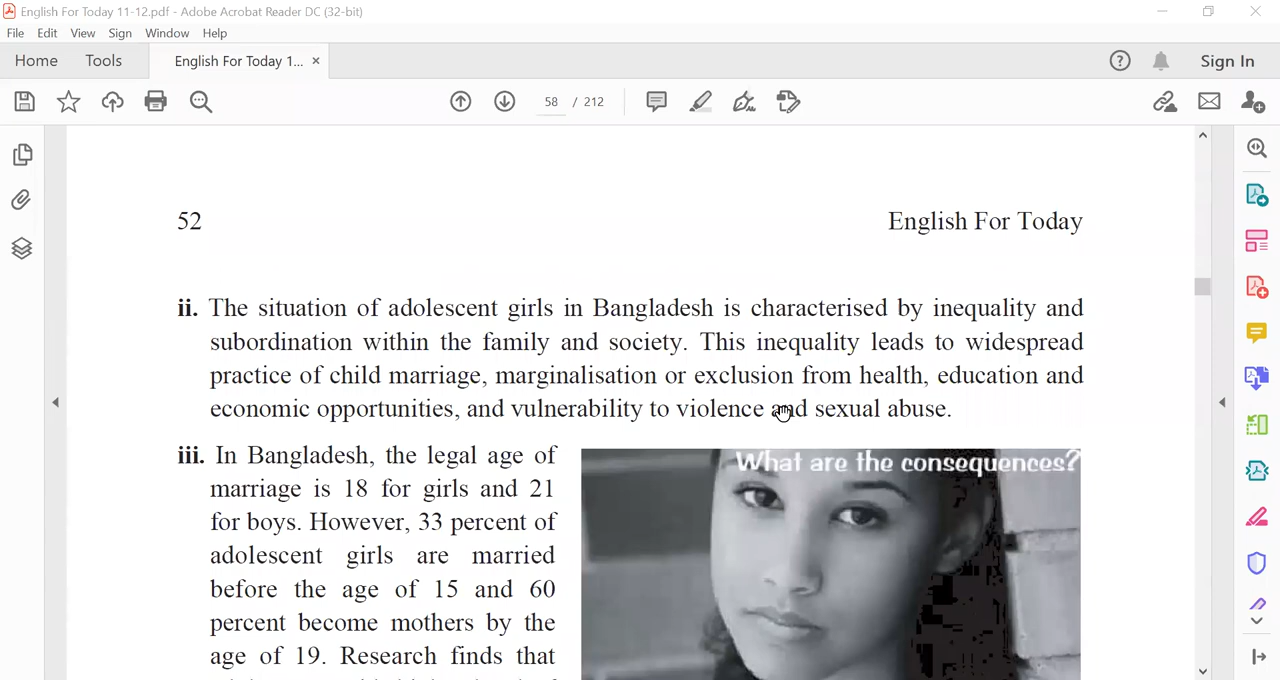 English For Today 11-12.pdf - Adobe Acrobat Reader DC (32-bit)
File Edit View Sign Window Help
Home Tools English For Today 1... × Sign In
58 / 212
52 English For Today
ii. The situation of adolescent girls in Bangladesh is characterised by inequality and
subordination within the family and society. This inequality leads to widespread
practice of child marriage, marginalisation or exclusion from health, education and
economic opportunities, and vulnerability to violence and sexual abuse.
iii. In Bangladesh, the legal age of
marriage is 18 for girls and 21
for boys. However, 33 percent of
adolescent girls are married
before the age of 15 and 60
percent become mothers by the
age of 19. Research finds that
What are the consequences?